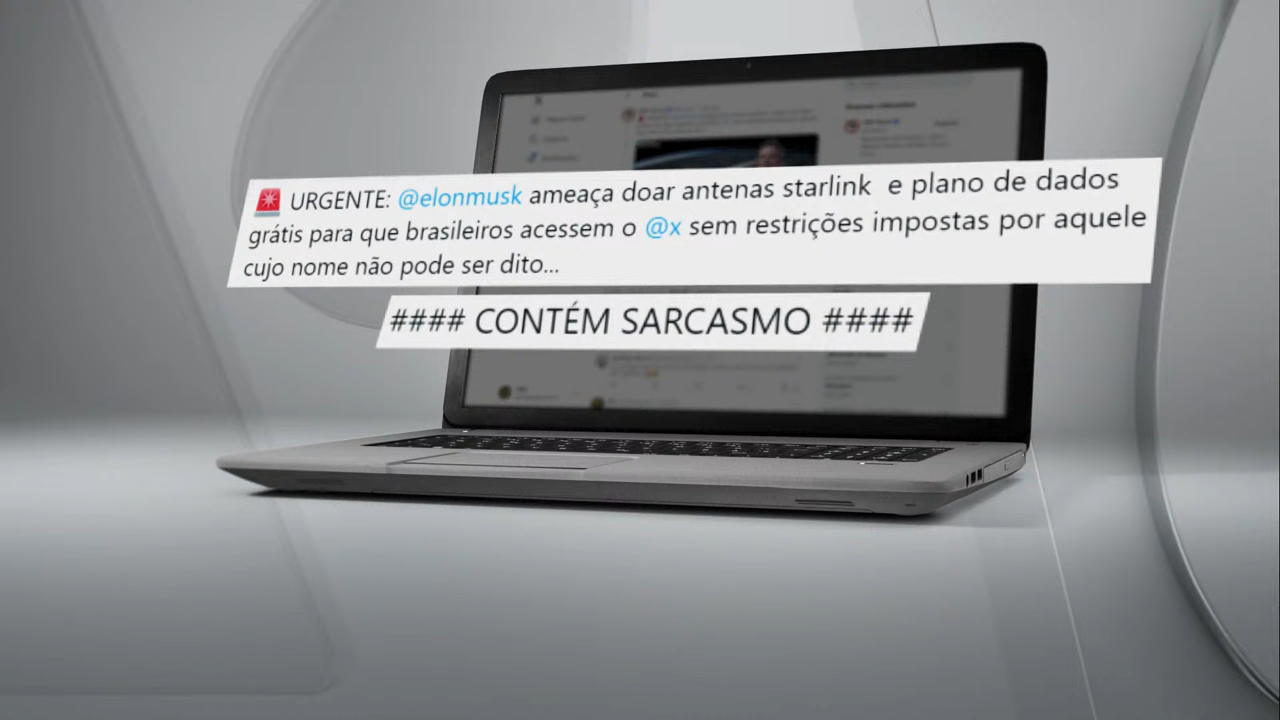 🚨 URGENTE: @elonmusk ameaça doar antenas starlink e plano de dados
grátis para que brasileiros acessem o @x sem restrições impostas por aquele
cujo nome não pode ser dito...
#### CONTÉM SARCASMO ####